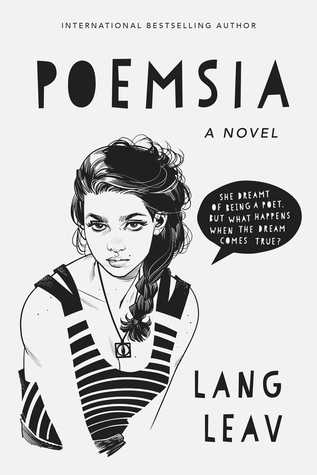 INTERNATIONAL BESTSELLING AUTHOR
POEMSIA
A NOVEL
SHE DREAMT
OF BEING A POET.
BUT WHAT HAPPENS
WHEN THE DREAM
COMES TRUE?
LANG
LEAV